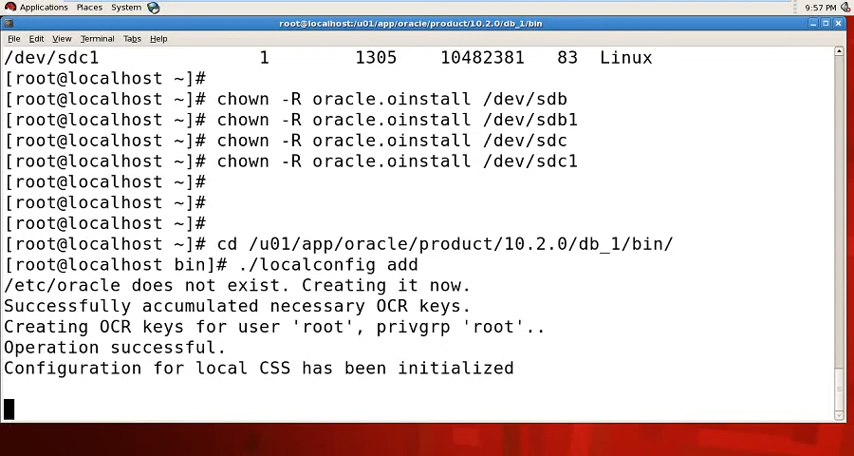 Applications Places System 9:57 PM
root@localhost:/u01/app/oracle/product/10.2.0/db_1/bin
File Edit View Terminal Tabs Help
/dev/sdc1 1 1305 10482381 83 Linux
[root@localhost ~]#
[root@localhost ~]# chown -R oracle.oinstall /dev/sdb
[root@localhost ~]# chown -R oracle.oinstall /dev/sdb1
[root@localhost ~]# chown -R oracle.oinstall /dev/sdc
[root@localhost ~]# chown -R oracle.oinstall /dev/sdc1
[root@localhost ~]#
[root@localhost ~]#
[root@localhost ~]#
[root@localhost ~]# cd /u01/app/oracle/product/10.2.0/db_1/bin/
[root@localhost bin]# ./localconfig add
/etc/oracle does not exist. Creating it now.
Successfully accumulated necessary OCR keys.
Creating OCR keys for user 'root', privgrp 'root'..
Operation successful.
Configuration for local CSS has been initialized